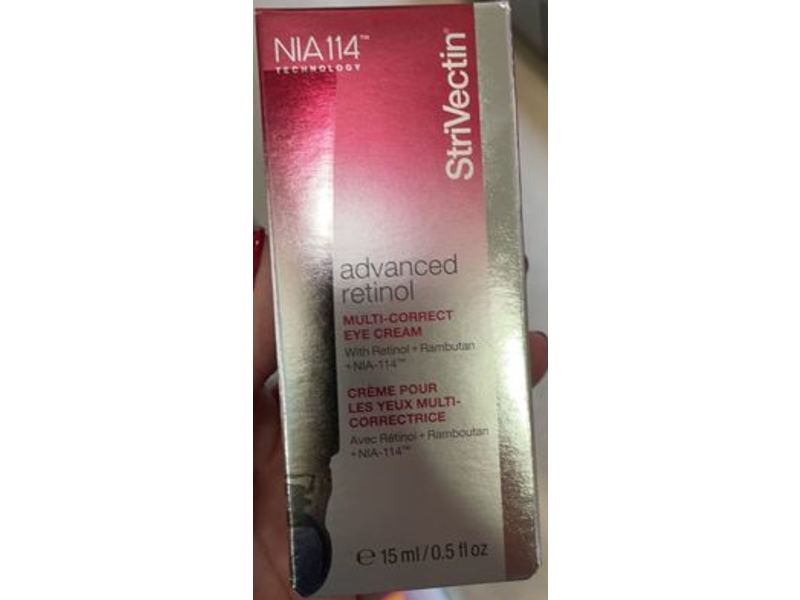 NIA114™
TECHNOLOGY
StriVectin®
advanced
retinol
MULTI-CORRECT
EYE CREAM
With Retinol + Rambutan
+NIA-114™
CRÈME POUR
LES YEUX MULTI-
CORRECTRICE
Avec Rétinol + Ramboutan
+NIA-114™
℮ 15 ml/0.5 fl oz